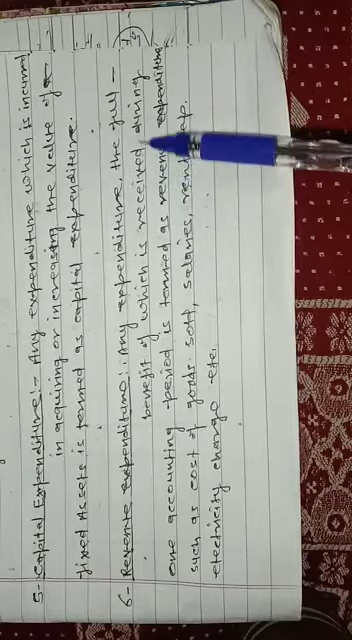 5- Capital Expenditure:- Any expenditure which is incurred
in acquiring or increasing the value of a
fixed Assets is termed as capital expenditure.
6- Revenue expenditure: Any expenditure, the full-
benefit of which is received during
one accounting period is termed as revenue expenditure
such as cost of goods sold, salaries, rent,
electricity charge etc.